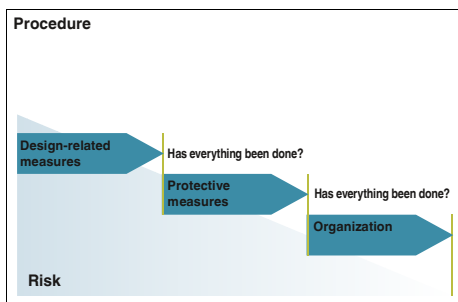 Procedure
Design-related
measures
Has everything been done?
Protective
measures
Has everything been done?
Organization
Risk